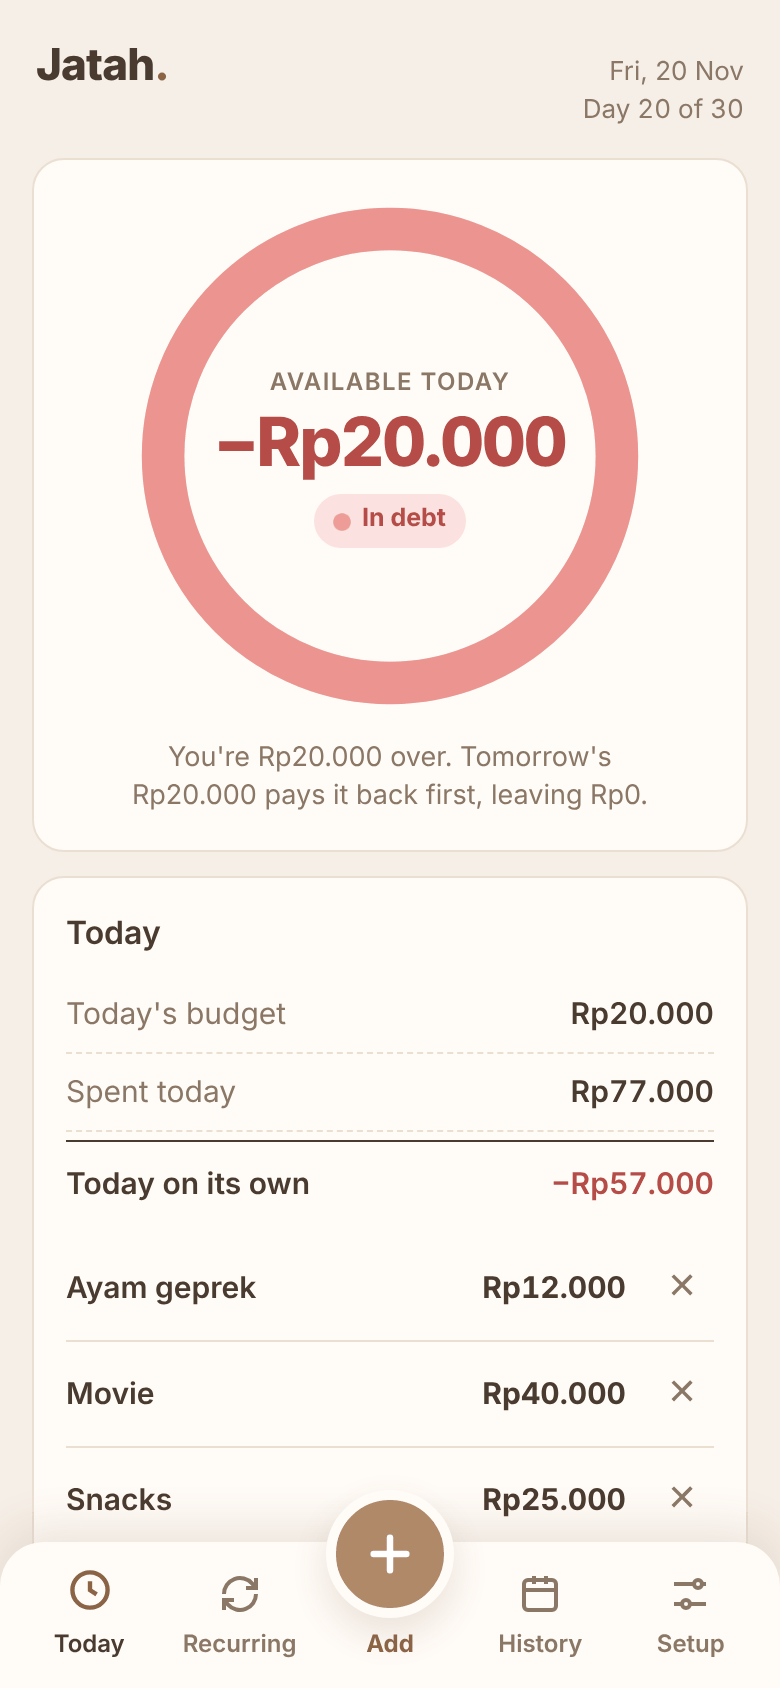 Jatah.
Fri, 20 Nov
Day 20 of 30
AVAILABLE TODAY
−Rp20.000
In debt
You're Rp20.000 over. Tomorrow's
Rp20.000 pays it back first, leaving Rp0.
Today
Today's budget Rp20.000
Spent today Rp77.000
Today on its own −Rp57.000
Ayam geprek Rp12.000 ×
Movie Rp40.000 ×
Snacks Rp25.000 ×
Today Recurring Add History Setup